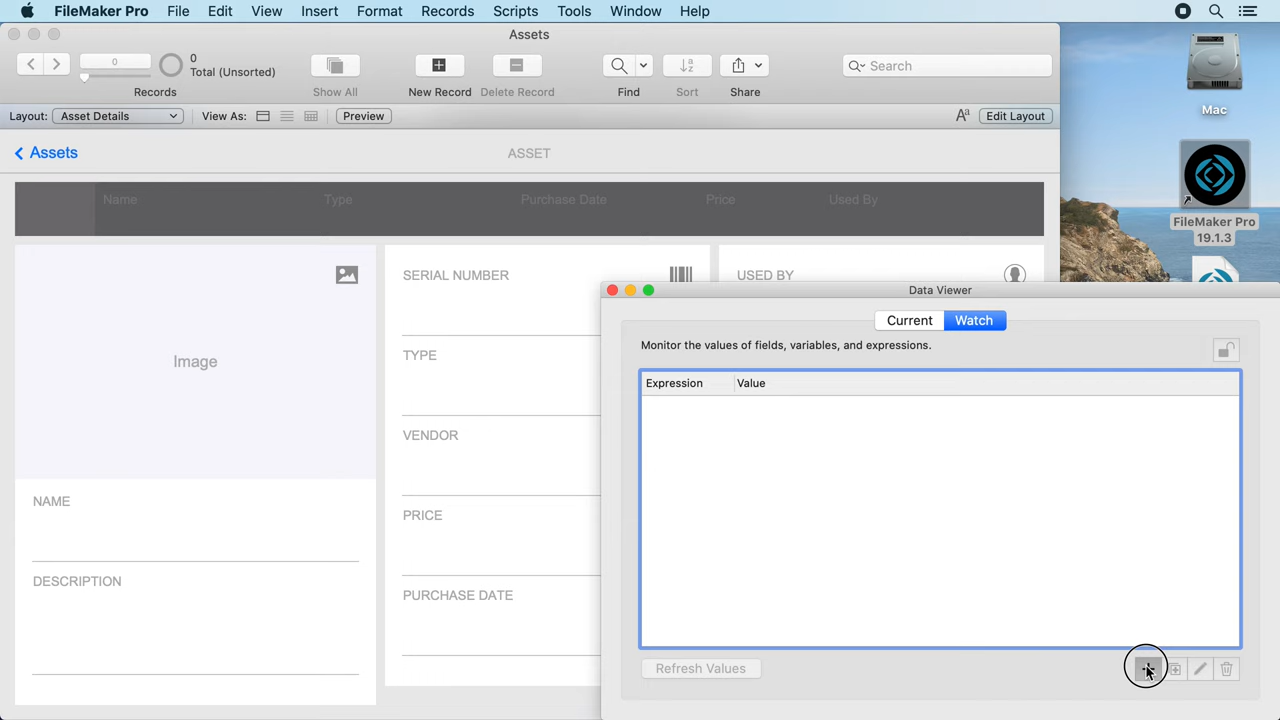 FileMaker Pro File Edit View Insert Format Records Scripts Tools Window Help
Assets
0
0
Total (Unsorted)
Records
Show All
New Record
Delete Record
Find
Sort
Share
Search
Layout: Asset Details
View As:
Preview
Edit Layout
Assets
ASSET
Name Type Purchase Date Price Used By
Image
NAME
DESCRIPTION
SERIAL NUMBER
TYPE
VENDOR
PRICE
PURCHASE DATE
USED BY
Data Viewer
Current Watch
Monitor the values of fields, variables, and expressions.
Expression Value
Refresh Values
Mac
FileMaker Pro
19.1.3